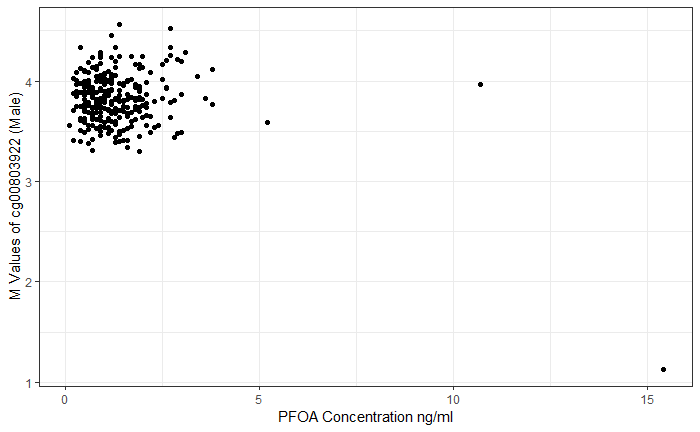 M Values of cg00803922 (Male)
4
3
2
1
0 5 10 15
PFOA Concentration ng/ml